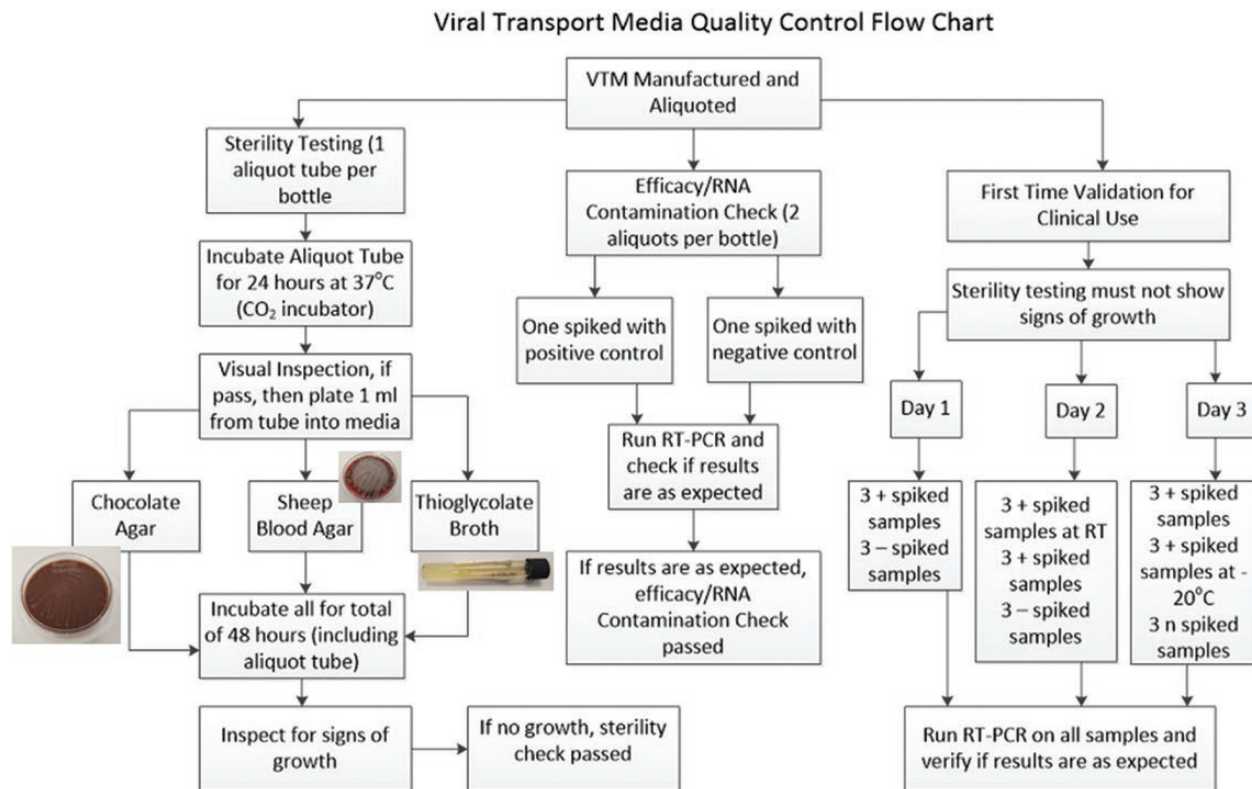 Viral Transport Media Quality Control Flow Chart
VTM Manufactured and
Aliquoted
Sterility Testing (1
aliquot tube per
bottle
Incubate Aliquot Tube
for 24 hours at 37°C
(CO₂ incubator)
Visual Inspection, if
pass, then plate 1 ml
from tube into media
Chocolate
Agar
Sheep
Blood Agar
Thioglycolate
Broth
Incubate all for total
of 48 hours (including
aliquot tube)
Inspect for signs of
growth
If no growth, sterility
check passed
Efficacy/RNA
Contamination Check (2
aliquots per bottle)
One spiked with
positive control
One spiked with
negative control
Run RT-PCR and
check if results
are as expected
If results are as expected,
efficacy/RNA
Contamination Check
passed
First Time Validation for
Clinical Use
Sterility testing must not show
signs of growth
Day 1
Day 2
Day 3
3 + spiked
samples
3 – spiked
samples
3 + spiked
samples at RT
3 + spiked
samples
3 – spiked
samples
3 + spiked
samples
3 + spiked
samples at -
20°C
3 n spiked
samples
Run RT-PCR on all samples and
verify if results are as expected